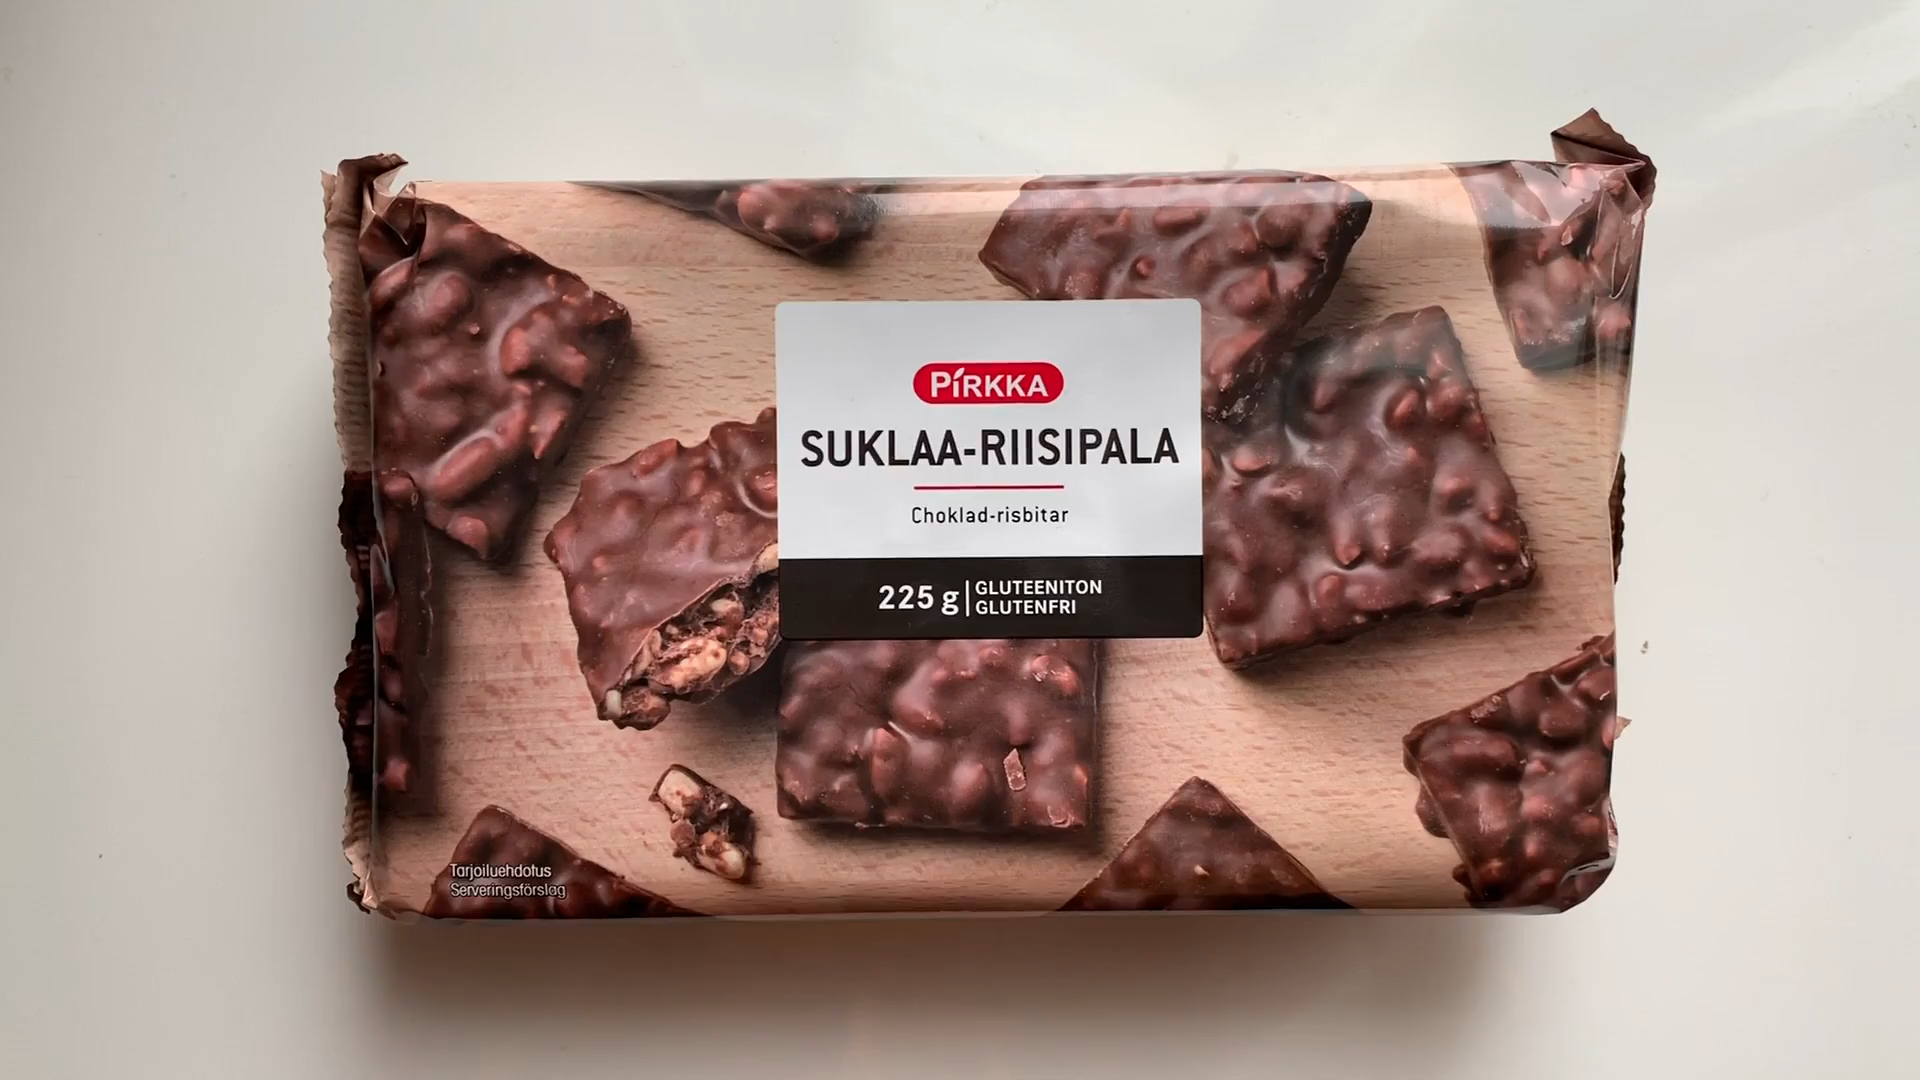 PIRKKA
SUKLAA-RIISIPALA
Choklad-risbitar
225 g | GLUTEENITON
GLUTENFRI
Tarjoiluehdotus
Serveringsförslag